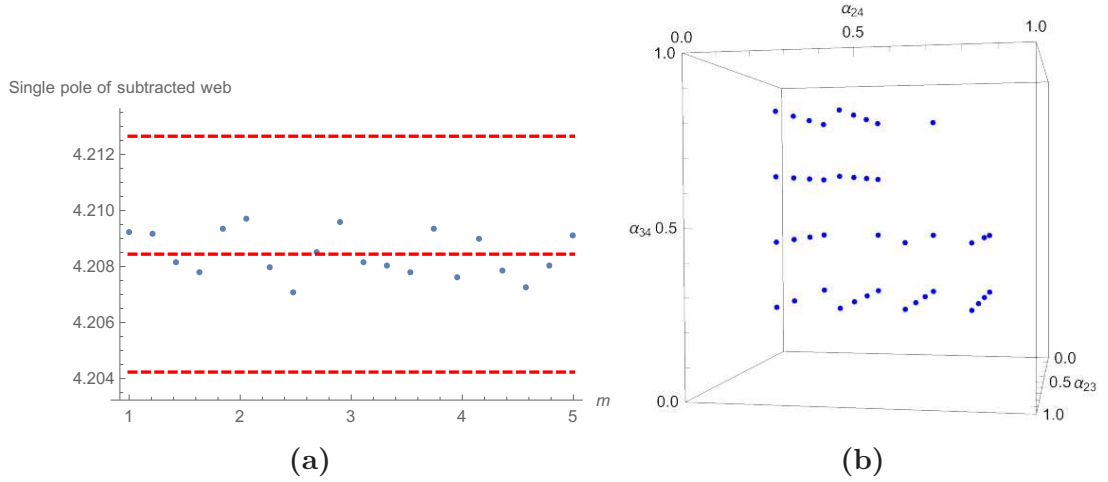 Single pole of subtracted web
4.212
4.210
4.208
4.206
4.204
1 2 3 4 5 m
(a)
α24
0.0 0.5 1.0
1.0
α34 0.5
0.0
0.0
0.5 α23
1.0
(b)